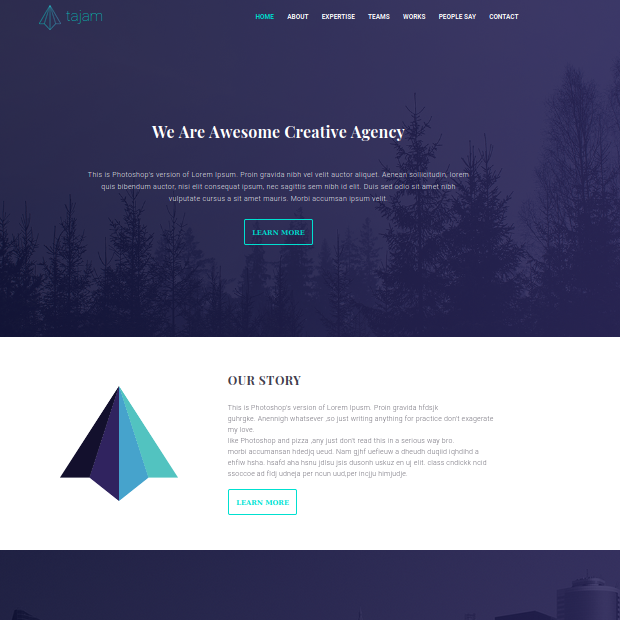 tajam
HOME ABOUT EXPERTISE TEAMS WORKS PEOPLE SAY CONTACT
We Are Awesome Creative Agency
This is Photoshop's version of Lorem Ipsum. Proin gravida nibh vel velit auctor aliquet. Aenean sollicitudin, lorem
quis bibendum auctor, nisi elit consequat ipsum, nec sagittis sem nibh id elit. Duis sed odio sit amet nibh
vulputate cursus a sit amet mauris. Morbi accumsan ipsum velit.
LEARN MORE
OUR STORY
This is Photoshop's version of Lorem Ipusm. Proin gravida hfdsjk
guhrgke. Anennigh whatsever ,so just writing anything for practice don't exagerate
my love.
like Photoshop and pizza ,any just don't read this in a serious way bro.
morbi accumansan hdedjq ueud. Nam gjhf uefieuw a dheudh duqiid iqhdihd a
ehfiw hsha. hsafd aha hanu jdisu jsis dusonh uskuz en uj elit. class cndickk ncid
ssoccoe ad fidj udneja per ncun uud,per incjju himjudje.
LEARN MORE